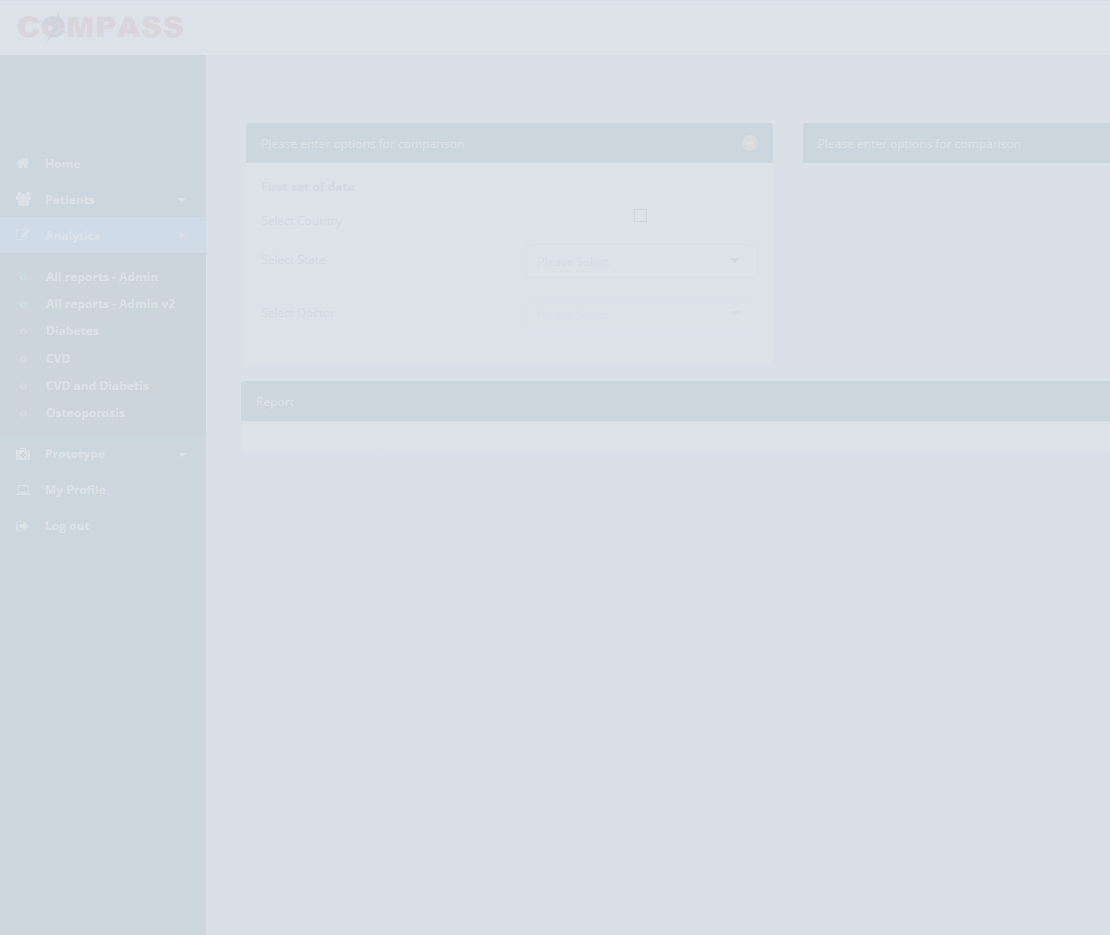 COMPASS
Home
Patients
Analytics
All reports - Admin
All reports - Admin v2
Diabetes
CVD
CVD and Diabetis
Osteoporosis
Prototype
My Profile
Log out
Please enter options for comparison
First set of data
Select Country
Select State
Please Select
Select Doctor
Please Select
Please enter options for comparison
Report